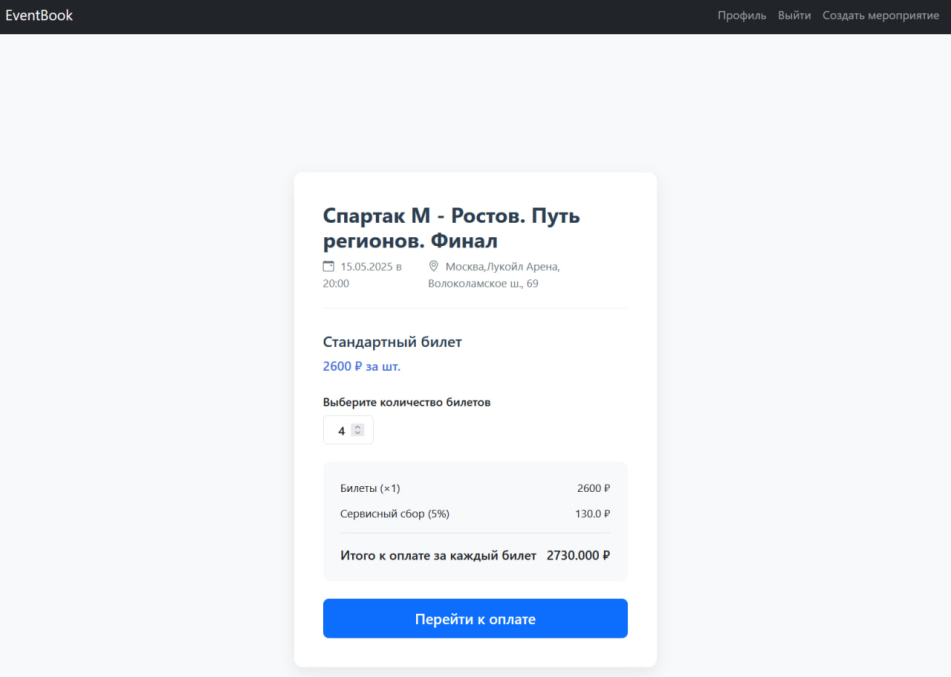 EventBook
Профиль Выйти Создать мероприятие
Спартак М - Ростов. Путь
регионов. Финал
15.05.2025 в
20:00
Москва,Лукойл Арена,
Волоколамское ш., 69
Стандартный билет
2600 ₽ за шт.
Выберите количество билетов
4
Билеты (×1) 2600 ₽
Сервисный сбор (5%) 130.0 ₽
Итого к оплате за каждый билет 2730.000 ₽
Перейти к оплате